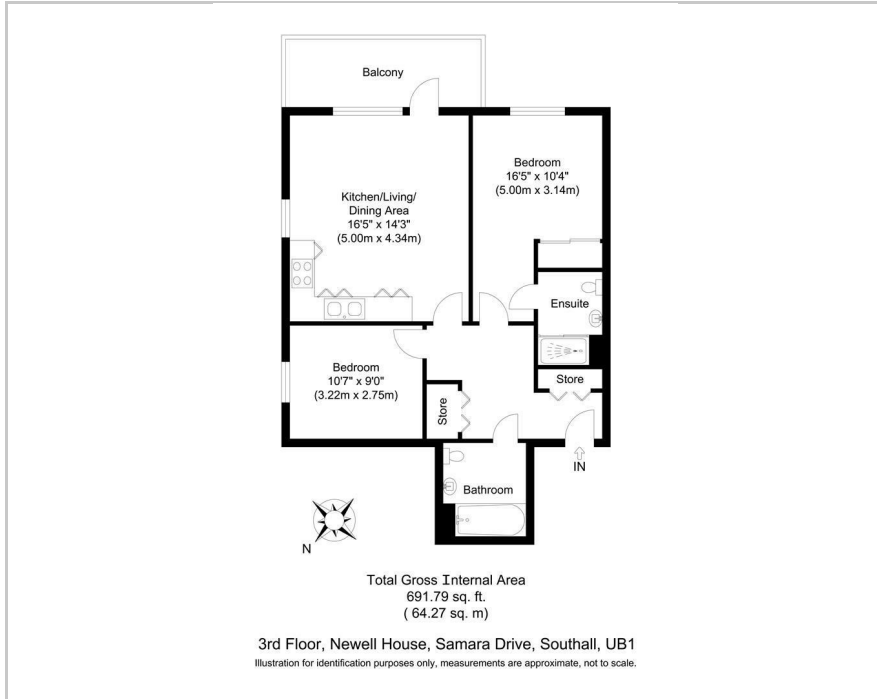 Balcony
Kitchen/Living/
Dining Area
16'5" x 14'3"
(5.00m x 4.34m)
Bedroom
16'5" x 10'4"
(5.00m x 3.14m)
Ensuite
Bedroom
10'7" x 9'0"
(3.22m x 2.75m)
Store
Store
IN
Bathroom
N
Total Gross Internal Area
691.79 sq. ft.
( 64.27 sq. m)
3rd Floor, Newell House, Samara Drive, Southall, UB1
Illustration for identification purposes only, measurements are approximate, not to scale.